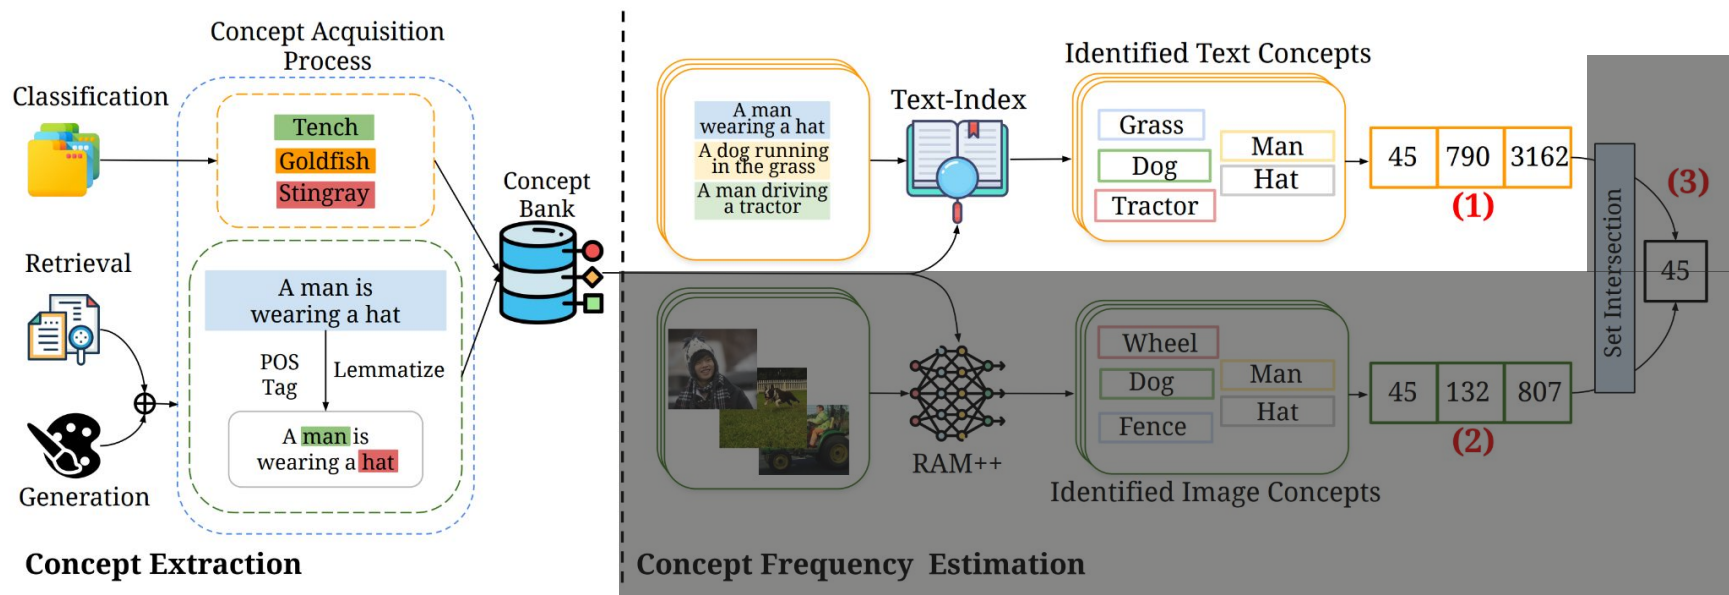 Concept Acquisition
Process
Classification
Tench
Goldfish
Stingray
Retrieval
Generation
A man is
wearing a hat
POS
Tag
Lemmatize
A man is
wearing a hat
Concept
Bank
Concept Extraction
A man
wearing a hat
A dog running
in the grass
A man driving
a tractor
Text-Index
Identified Text Concepts
Grass
Dog
Tractor
Man
Hat
45 790 3162
(1)
RAM++
Wheel
Dog
Fence
Man
Hat
Identified Image Concepts
45 132 807
(2)
Set Intersection
(3)
45
Concept Frequency Estimation